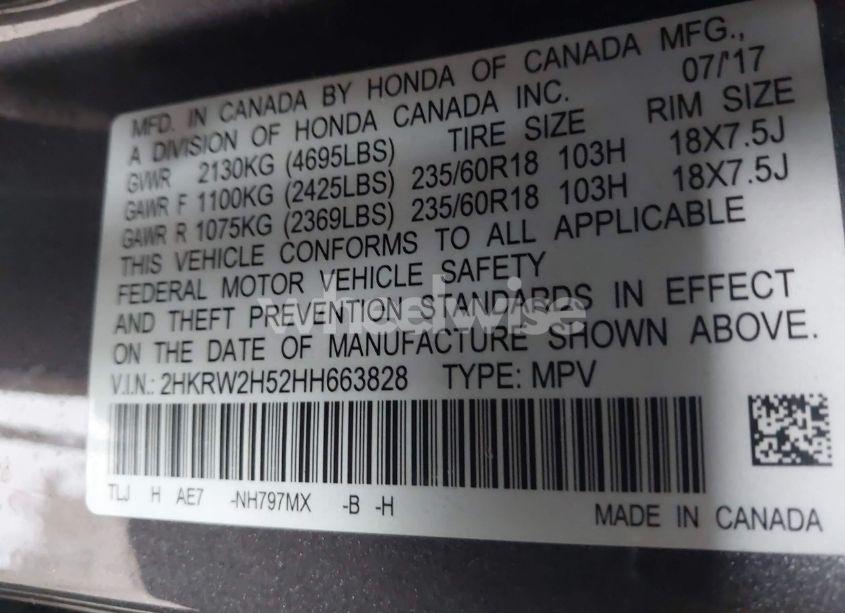 MFD. IN CANADA BY HONDA OF CANADA MFG.,
A DIVISION OF HONDA CANADA INC. 07/'17
GVWR 2130KG (4695LBS) TIRE SIZE RIM SIZE
GAWR F 1100KG (2425LBS) 235/60R18 103H 18X7.5J
GAWR R 1075KG (2369LBS) 235/60R18 103H 18X7.5J
THIS VEHICLE CONFORMS TO ALL APPLICABLE
FEDERAL MOTOR VEHICLE SAFETY
AND THEFT PREVENTION STANDARDS IN EFFECT
ON THE DATE OF MANUFACTURE SHOWN ABOVE.
V.I.N.: 2HKRW2H52HH663828 TYPE: MPV
TLJ H AE7 -NH797MX -B -H
MADE IN CANADA
wheelwise